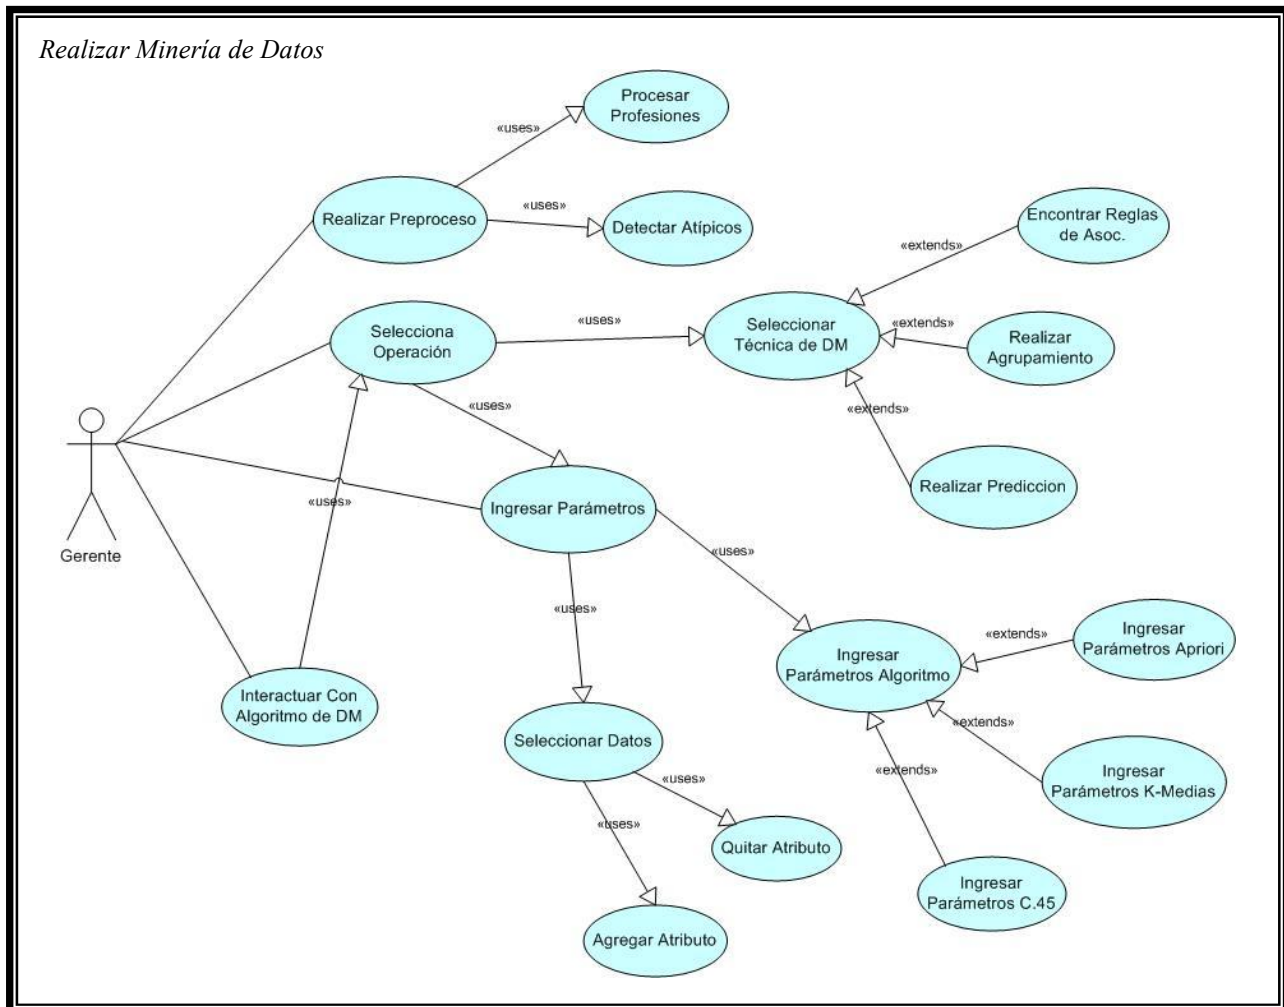 Realizar Minería de Datos
Procesar
Profesiones
«uses»
Realizar Preproceso
«uses»
Detectar Atípicos
Encontrar Reglas
de Asoc.
«extends»
Selecciona
Operación
«uses»
Seleccionar
Técnica de DM
«extends»
Realizar
Agrupamiento
«uses»
«extends»
Realizar Prediccion
«uses»
Ingresar Parámetros
Gerente
«uses»
«uses»
Ingresar
Parámetros Algoritmo
«extends»
Ingresar
Parámetros Apriori
Interactuar Con
Algoritmo de DM
Seleccionar Datos
«extends»
«extends»
Ingresar
Parámetros K-Medias
«uses»
«uses»
Quitar Atributo
Ingresar
Parámetros C.45
Agregar Atributo